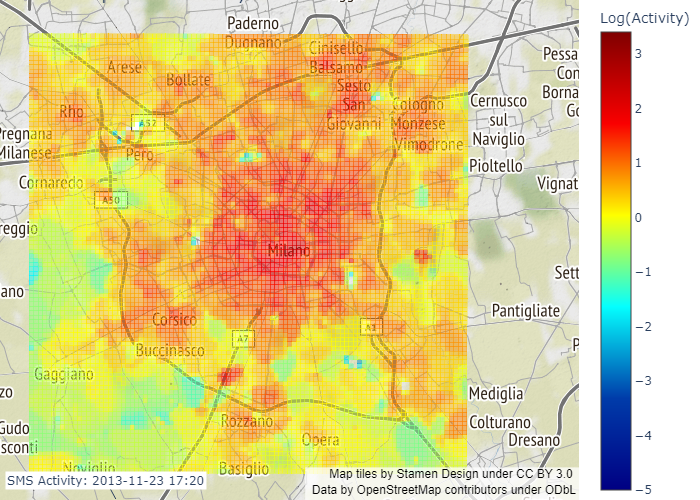 Log(Activity)
Paderno
Dugnano
Cinisello
Balsamo
Arese
Bollate
Sesto
San
Giovanni
Cologno
Monzese
Vimodrone
Cernusco
sul
Naviglio
Pioltello
Pessa
Con
Borna
Go
Rho
A52
Pregnana
Milanese
Pero
Cornaredo
A50
Vignat
reggio
Milano
Sett
ano
Pantigliate
Corsico
A7
A1
Buccinasco
P
Gaggiano
zo
Mediglia
Rozzano
Colturano
Gudo
sconti
Opera
Dresano
Noviglio
Basiglio
SMS Activity: 2013-11-23 17:20
Map tiles by Stamen Design under CC BY 3.0
Data by OpenStreetMap contributors under ODbL
3
2
1
0
−1
−2
−3
−4
−5